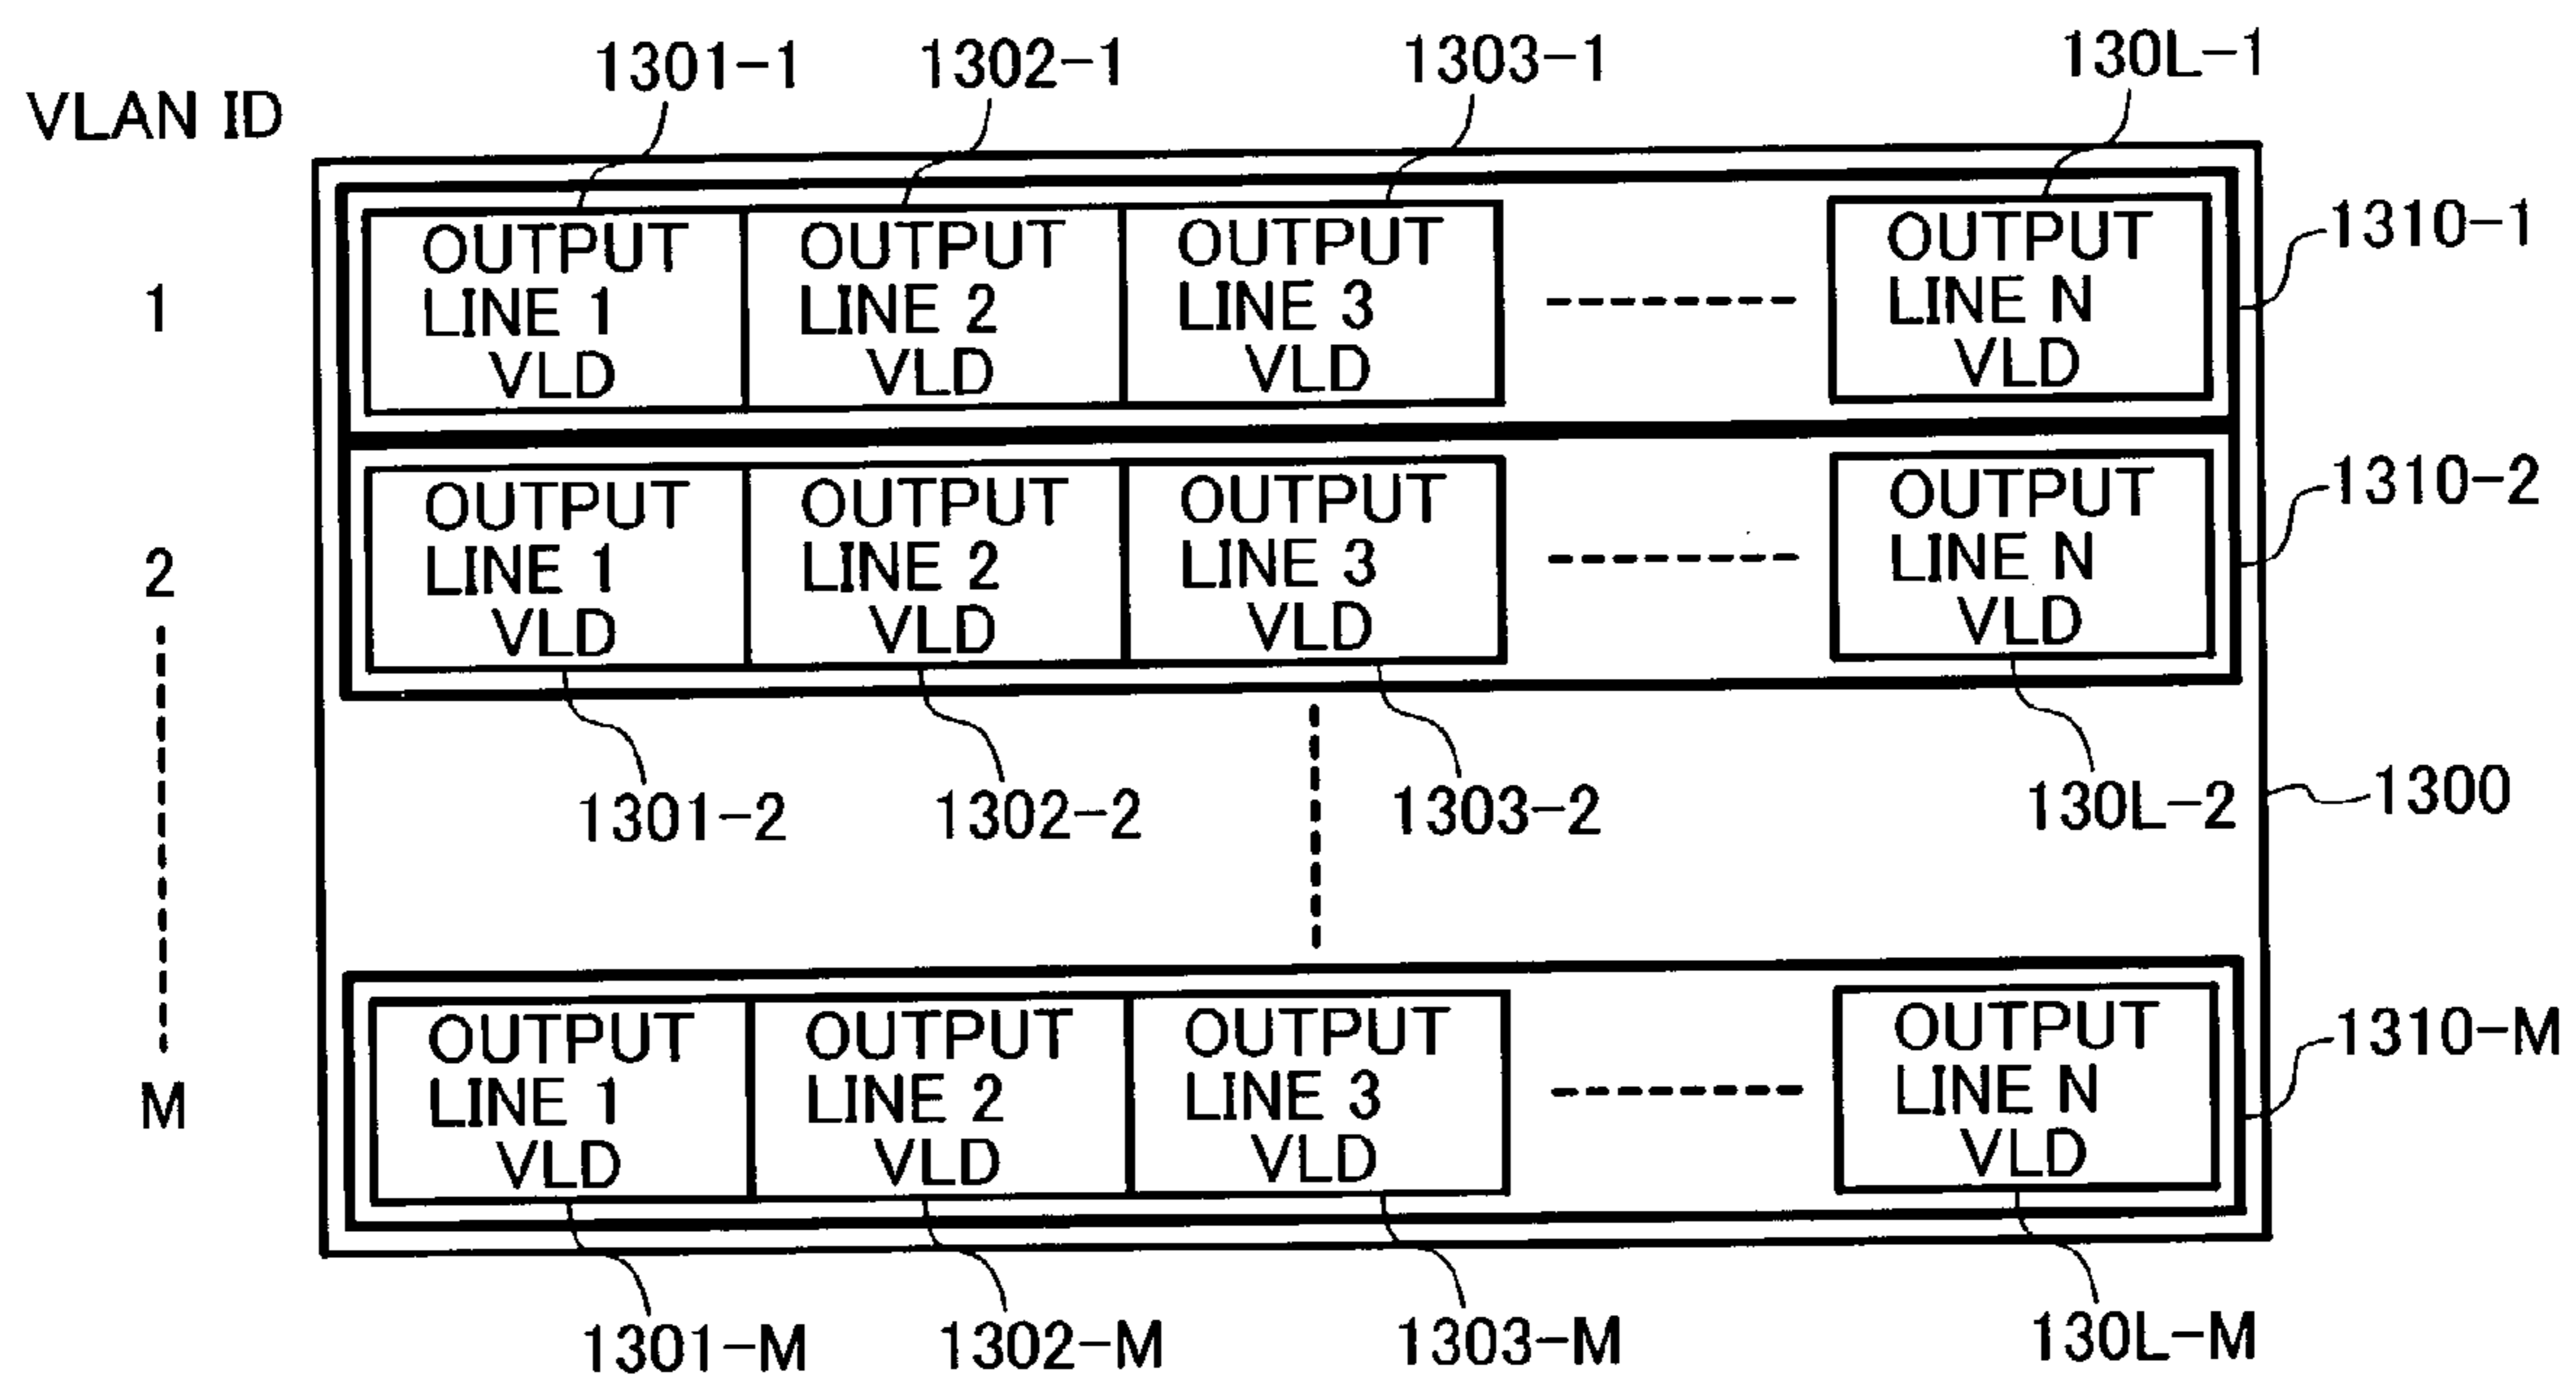 1301-1
1302-1
1303-1
130L-1
VLAN ID
1
OUTPUT
LINE 1
VLD
OUTPUT
LINE 2
VLD
OUTPUT
LINE 3
VLD
OUTPUT
LINE N
VLD
1310-1
2
OUTPUT
LINE 1
VLD
OUTPUT
LINE 2
VLD
OUTPUT
LINE 3
VLD
OUTPUT
LINE N
VLD
1310-2
1301-2
1302-2
1303-2
130L-2
1300
M
OUTPUT
LINE 1
VLD
OUTPUT
LINE 2
VLD
OUTPUT
LINE 3
VLD
OUTPUT
LINE N
VLD
1310-M
1301-M
1302-M
1303-M
130L-M